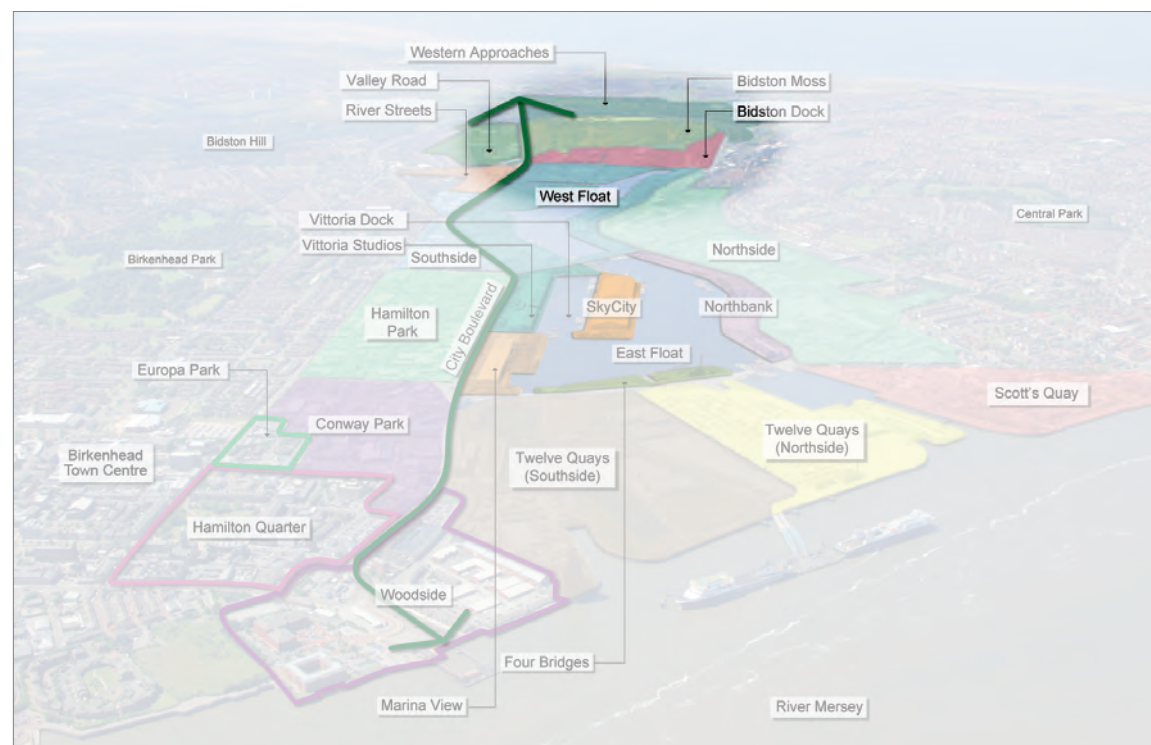 Western Approaches
Valley Road
Bidston Moss
River Streets
Bidston Dock
Bidston Hill
West Float
Vittoria Dock
Central Park
Vittoria Studios
Northside
Southside
Birkenhead Park
SkyCity
Northbank
Hamilton
Park
City Boulevard
East Float
Europa Park
Scott's Quay
Conway Park
Twelve Quays
(Northside)
Birkenhead
Town Centre
Twelve Quays
(Southside)
Hamilton Quarter
Woodside
Four Bridges
Marina View
River Mersey